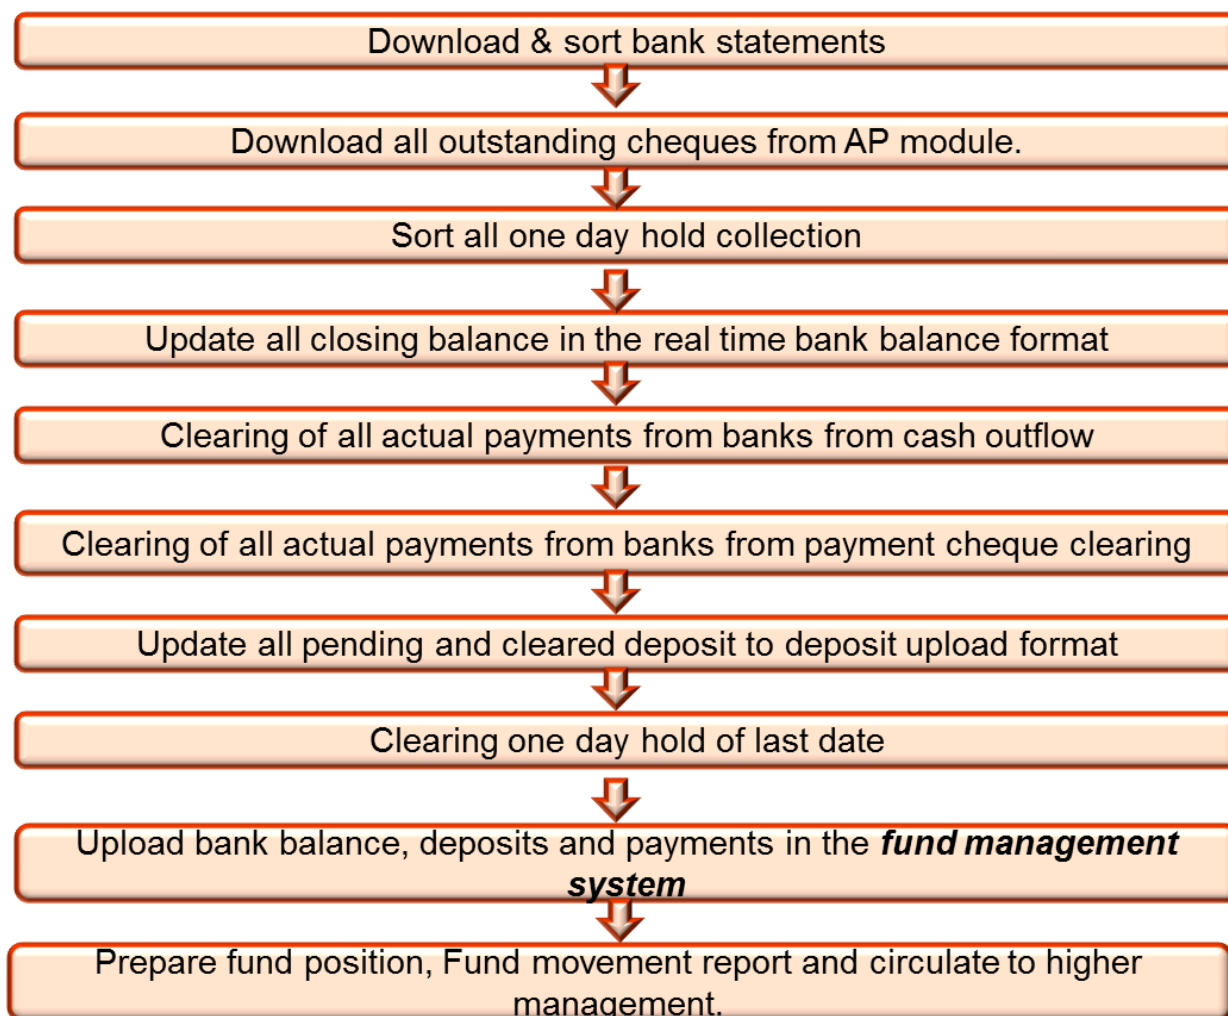 Download & sort bank statements
Download all outstanding cheques from AP module.
Sort all one day hold collection
Update all closing balance in the real time bank balance format
Clearing of all actual payments from banks from cash outflow
Clearing of all actual payments from banks from payment cheque clearing
Update all pending and cleared deposit to deposit upload format
Clearing one day hold of last date
Upload bank balance, deposits and payments in the fund management
system
Prepare fund position, Fund movement report and circulate to higher
management.